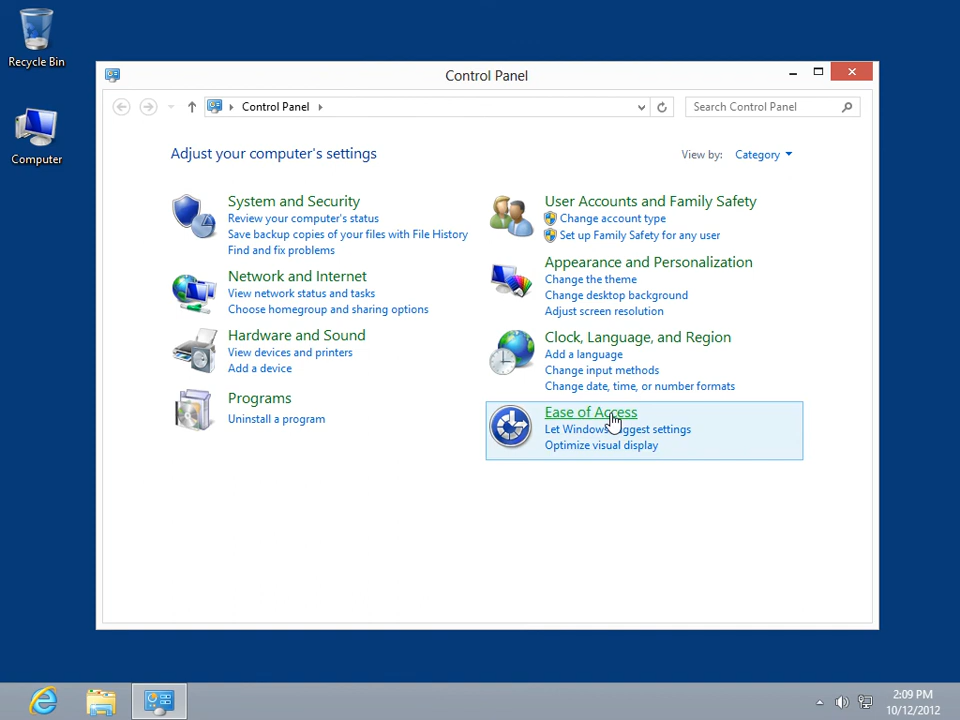 Recycle Bin
Computer
Control Panel
Control Panel
Search Control Panel
Adjust your computer's settings
View by: Category
System and Security
Review your computer's status
Save backup copies of your files with File History
Find and fix problems
Network and Internet
View network status and tasks
Choose homegroup and sharing options
Hardware and Sound
View devices and printers
Add a device
Programs
Uninstall a program
User Accounts and Family Safety
Change account type
Set up Family Safety for any user
Appearance and Personalization
Change the theme
Change desktop background
Adjust screen resolution
Clock, Language, and Region
Add a language
Change input methods
Change date, time, or number formats
Ease of Access
Let Windows suggest settings
Optimize visual display
2:09 PM
10/12/2012